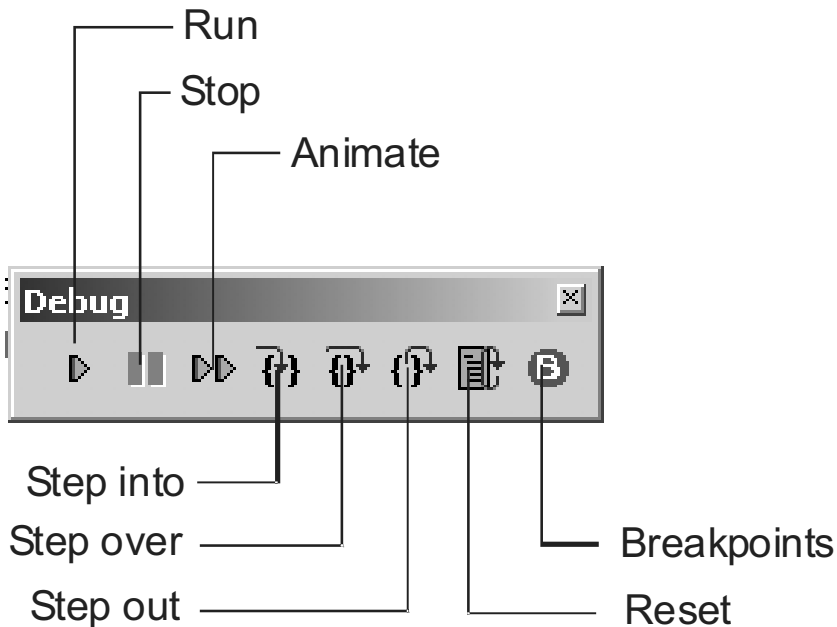 Run
Stop
Animate
Debug
B
Step into
Step over
Breakpoints
Step out
Reset